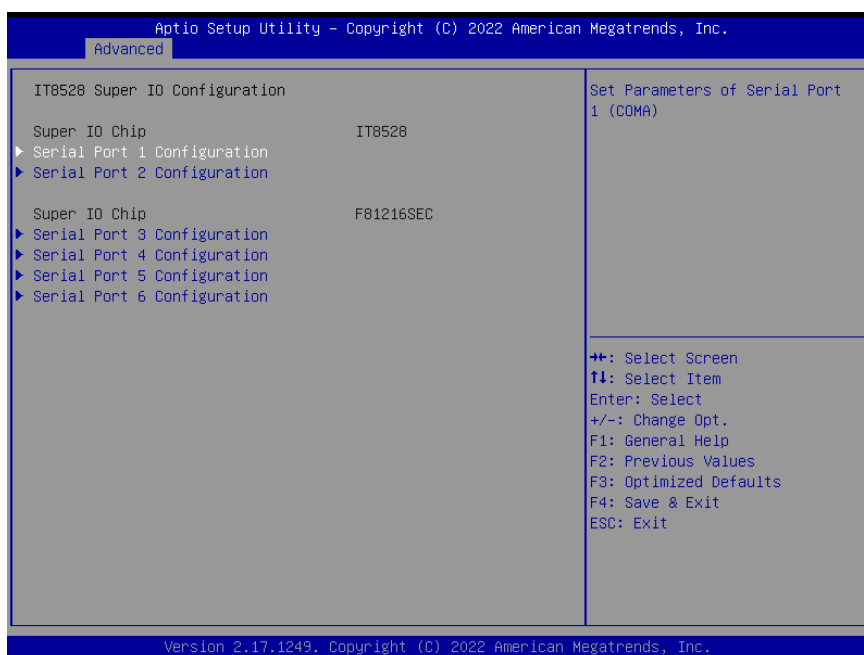 Aptio Setup Utility – Copyright (C) 2022 American Megatrends, Inc.
Advanced
IT8528 Super IO Configuration
Super IO Chip IT8528
Serial Port 1 Configuration
Serial Port 2 Configuration
Super IO Chip F81216SEC
Serial Port 3 Configuration
Serial Port 4 Configuration
Serial Port 5 Configuration
Serial Port 6 Configuration
Set Parameters of Serial Port
1 (COMA)
→←: Select Screen
↑↓: Select Item
Enter: Select
+/-: Change Opt.
F1: General Help
F2: Previous Values
F3: Optimized Defaults
F4: Save & Exit
ESC: Exit
Version 2.17.1249. Copyright (C) 2022 American Megatrends, Inc.